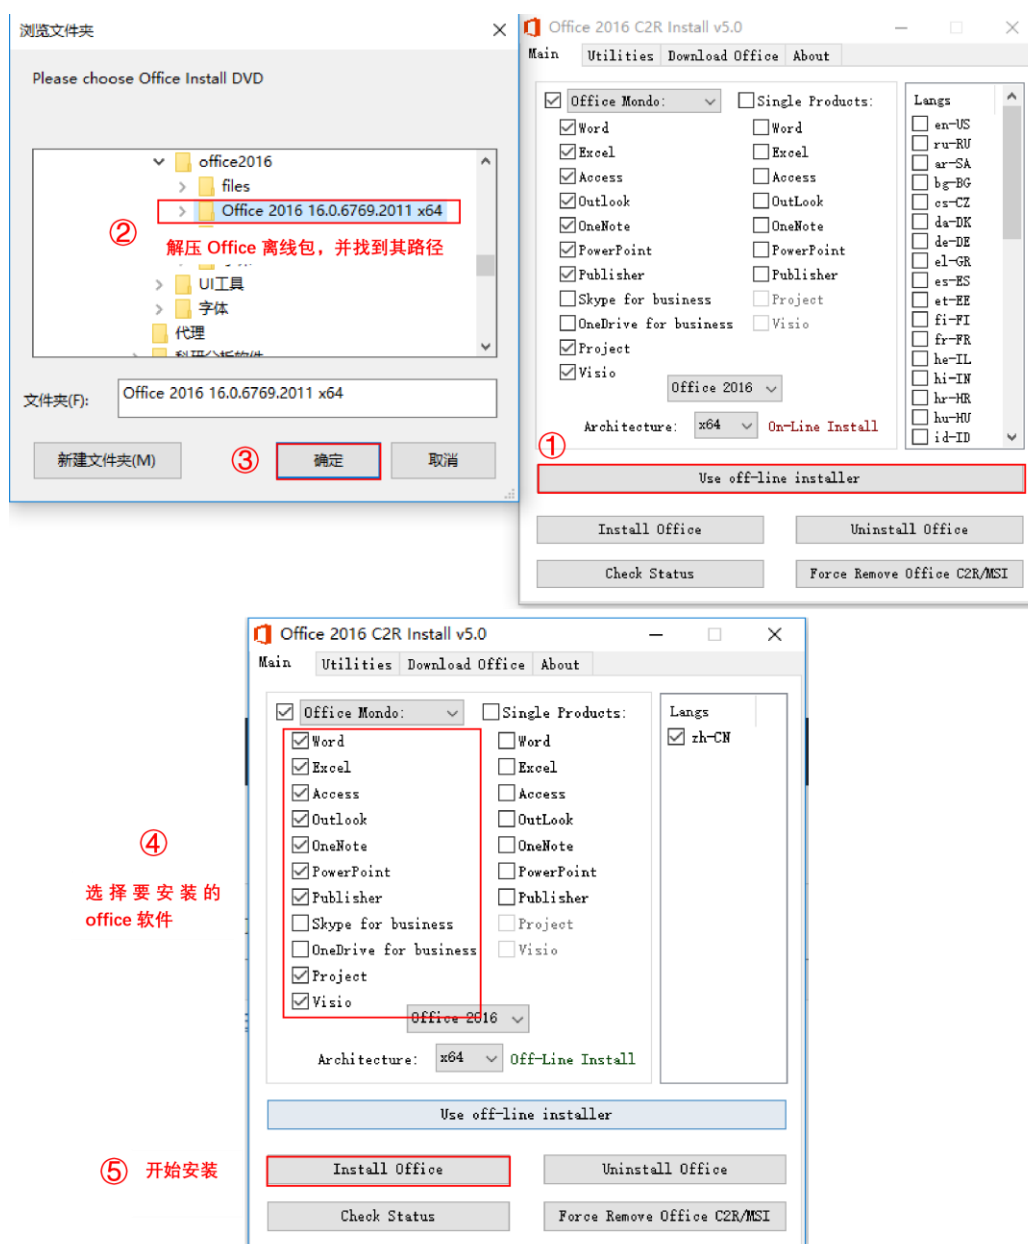 浏览文件夹
Please choose Office Install DVD
office2016
files
Office 2016 16.0.6769.2011 x64
②
解压 Office 离线包，并找到其路径
UI工具
字体
代理
文件夹(F):
Office 2016 16.0.6769.2011 x64
新建文件夹(M)
③
确定
取消
Office 2016 C2R Install v5.0
Main
Utilities
Download Office
About
Office Mondo:
Single Products:
Word
Word
Excel
Excel
Access
Access
Outlook
OutLook
OneNote
OneNote
PowerPoint
PowerPoint
Publisher
Publisher
Skype for business
Project
OneDrive for business
Visio
Project
Visio
Office 2016
Architecture:
x64
On-Line Install
Langs
en-US
ru-RU
ar-SA
bg-BG
cs-CZ
da-DK
de-DE
el-GR
es-ES
et-EE
fi-FI
fr-FR
he-IL
hi-IN
hr-HR
hu-HU
id-ID
①
Use off-line installer
Install Office
Uninstall Office
Check Status
Force Remove Office C2R/MSI
Office 2016 C2R Install v5.0
Main
Utilities
Download Office
About
Office Mondo:
Single Products:
Word
Word
Excel
Excel
Access
Access
Outlook
OutLook
OneNote
OneNote
PowerPoint
PowerPoint
Publisher
Publisher
Skype for business
Project
OneDrive for business
Visio
Project
Visio
Office 2016
Architecture:
x64
Off-Line Install
Langs
zh-CN
④
选择要安装的
office 软件
Use off-line installer
⑤ 开始安装
Install Office
Uninstall Office
Check Status
Force Remove Office C2R/MSI